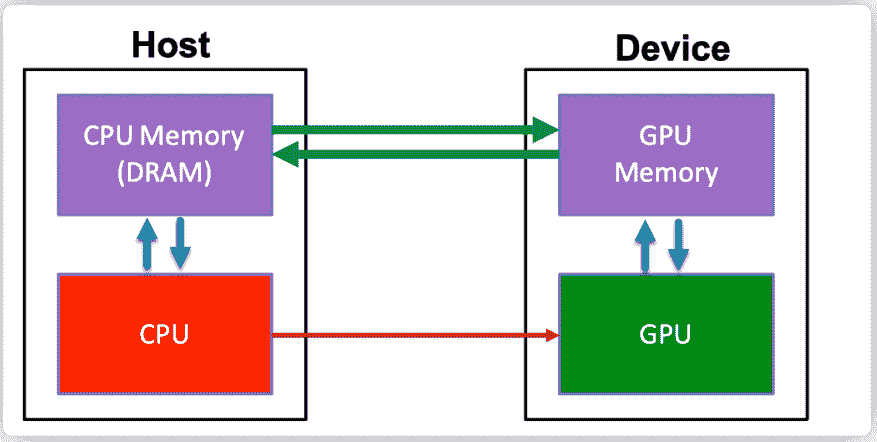 Host
Device
CPU Memory
(DRAM)
GPU
Memory
CPU
GPU